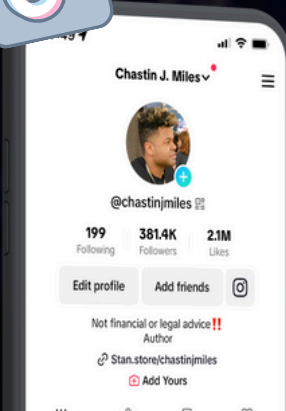 Chastin J. Miles
@chastinjmiles
199 381.4K 2.1M
Following Followers Likes
Edit profile Add friends
Not financial or legal advice‼️
Author
Stan.store/chastinjmiles
Add Yours